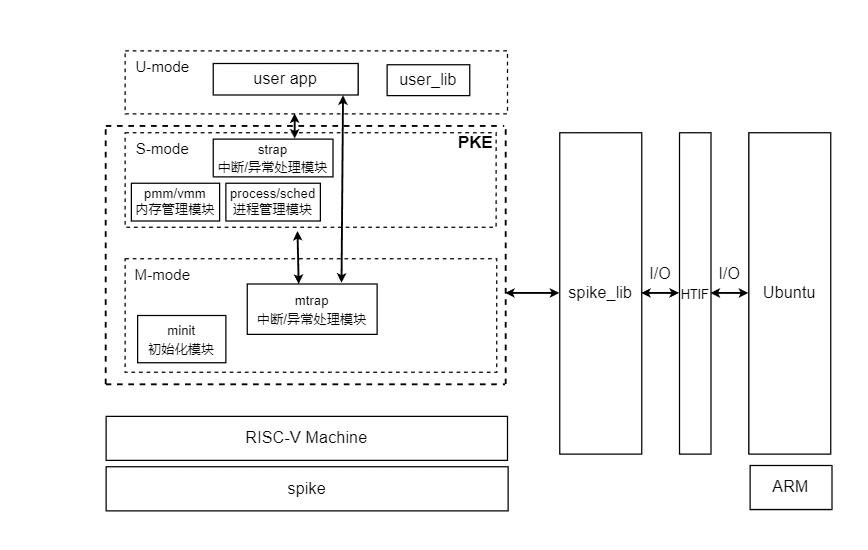 U-mode
user app
user_lib
PKE
S-mode
strap
中断/异常处理模块
pmm/vmm
内存管理模块
process/sched
进程管理模块
M-mode
mtrap
中断/异常处理模块
minit
初始化模块
spike_lib
I/O
HTIF
I/O
Ubuntu
RISC-V Machine
spike
ARM